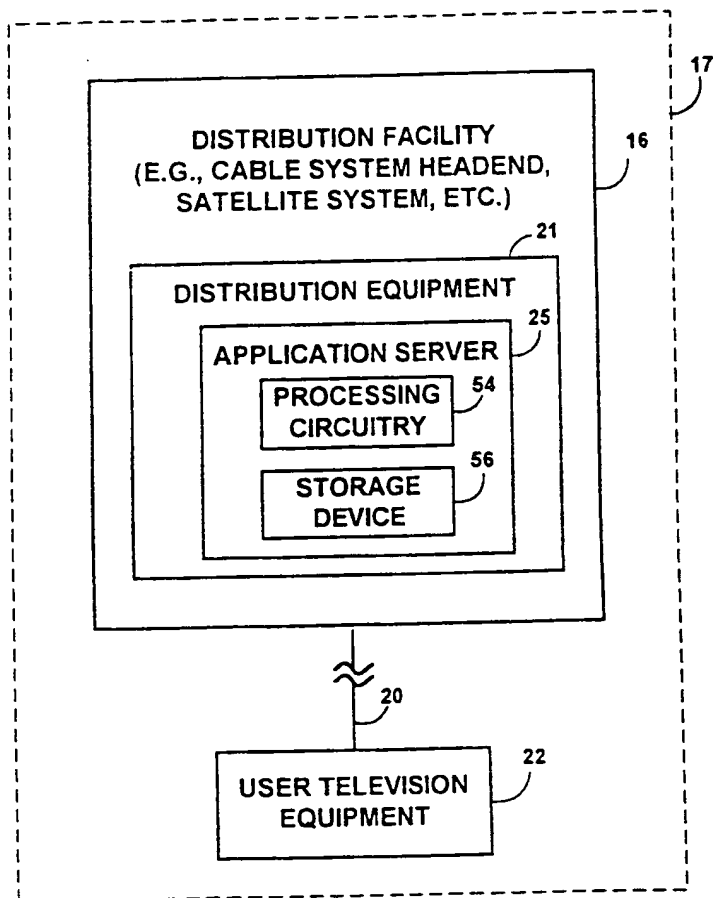 17
DISTRIBUTION FACILITY
(E.G., CABLE SYSTEM HEADEND,
SATELLITE SYSTEM, ETC.)
16
21
DISTRIBUTION EQUIPMENT
25
APPLICATION SERVER
PROCESSING
CIRCUITRY
54
STORAGE
DEVICE
56
20
USER TELEVISION
EQUIPMENT
22